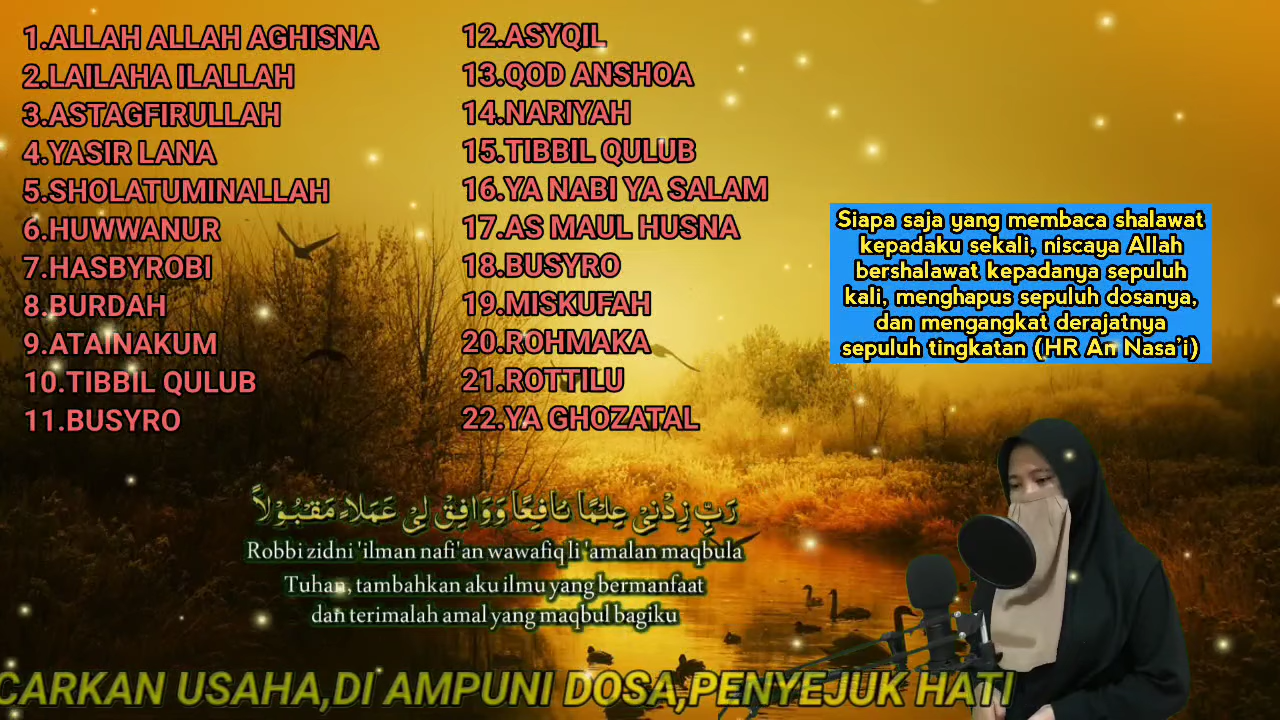 1.ALLAH ALLAH AGHISNA
2.LAILAHA ILALLAH
3.ASTAGFIRULLAH
4.YASIR LANA
5.SHOLATUMINALLAH
6.HUWWANUR
7.HASBYROBI
8.BURDAH
9.ATAINAKUM
10.TIBBIL QULUB
11.BUSYRO
12.ASYQIL
13.QOD ANSHOA
14.NARIYAH
15.TIBBIL QULUB
16.YA NABI YA SALAM
17.AS MAUL HUSNA
18.BUSYRO
19.MISKUFAH
20.ROHMAKA
21.ROTTILU
22.YA GHOZATAL
Siapa saja yang membaca shalawat
kepadaku sekali, niscaya Allah
bershalawat kepadanya sepuluh
kali, menghapus sepuluh dosanya,
dan mengangkat derajatnya
sepuluh tingkatan (HR An Nasa'i)
رَبِّ زِدْنِيْ عِلْمًا نَافِعًا وَوَافِقْ لِيْ عَمَلاً مَقْبُوْلاً
Robbi zidni 'ilman nafi'an wawafiq li 'amalan maqbula
Tuhan, tambahkan aku ilmu yang bermanfaat
dan terimalah amal yang maqbul bagiku
CARKAN USAHA,DI AMPUNI DOSA,PENYEJUK HATI